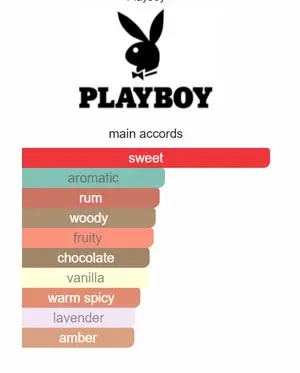 PLAYBOY
main accords
sweet
aromatic
rum
woody
fruity
chocolate
vanilla
warm spicy
lavender
amber